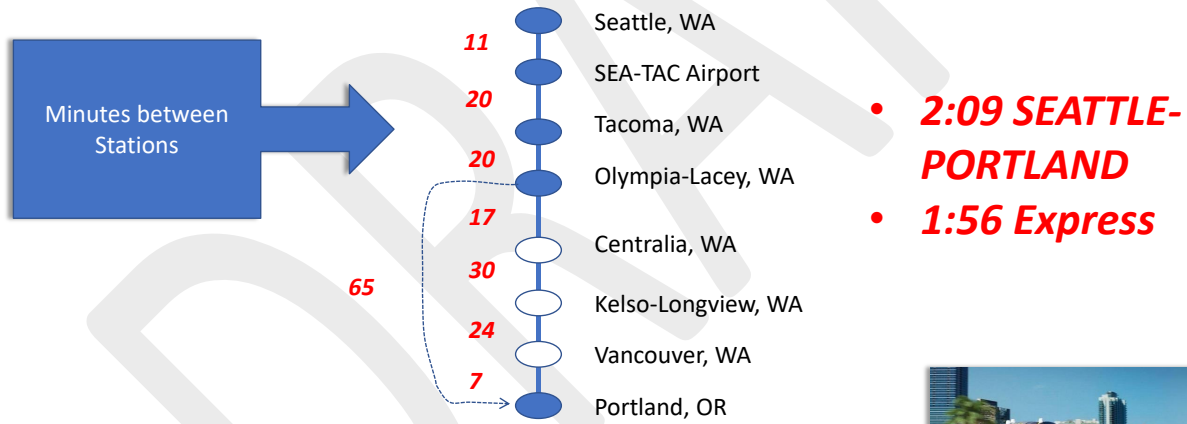 Minutes between
Stations
11
20
20
17
30
24
7
65
Seattle, WA
SEA-TAC Airport
Tacoma, WA
Olympia-Lacey, WA
Centralia, WA
Kelso-Longview, WA
Vancouver, WA
Portland, OR
• 2:09 SEATTLE-
PORTLAND
• 1:56 Express
DRA